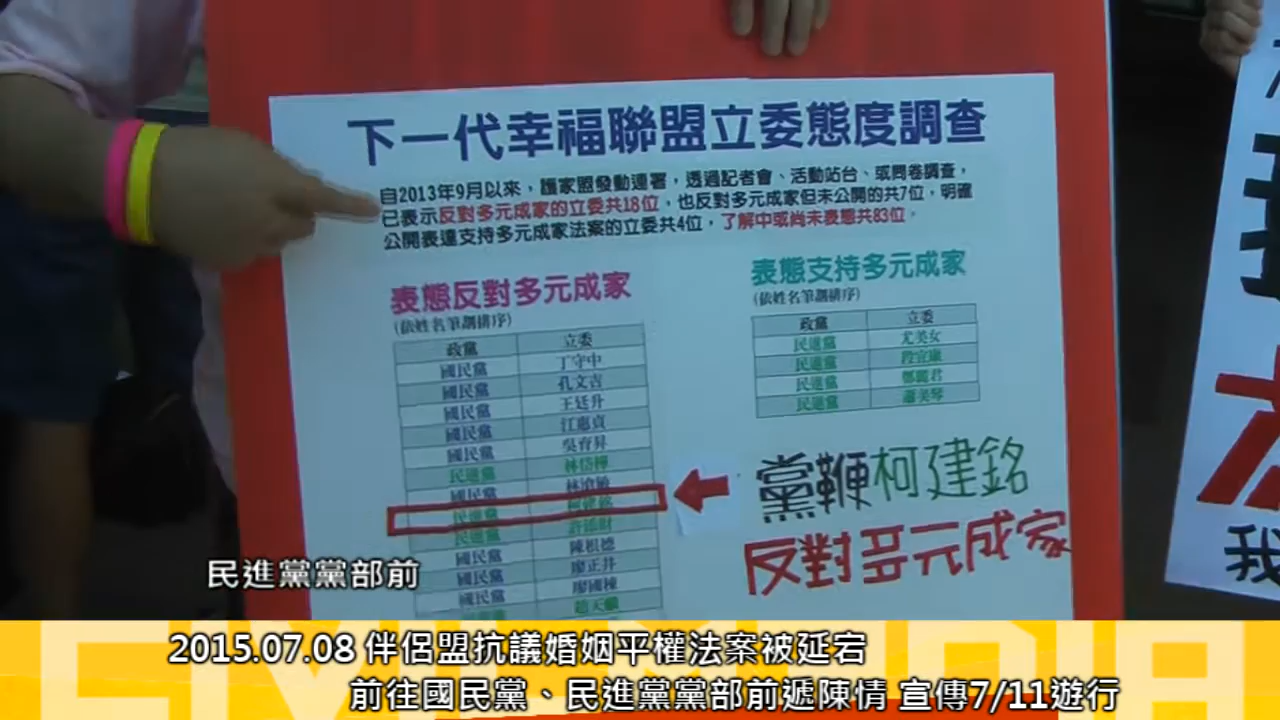 下一代幸福聯盟立委態度調查
自2013年9月以來，護家盟發動連署，透過記者會、活動站台、或問卷調查，
已表示反對多元成家的立委共18位，也反對多元成家但未公開的共7位，明確
公開表達支持多元成家法案的立委共4位，了解中或尚未表態共83位。
表態反對多元成家
(依姓名筆劃排序)
政黨 立委
國民黨 丁守中
國民黨 孔文吉
國民黨 王廷升
國民黨 江惠貞
國民黨 吳育昇
民進黨 林岱樺
國民黨 林滄敏
民進黨 柯建銘
民進黨 許添財
國民黨 陳根德
國民黨 廖正井
國民黨 廖國棟
民進黨 趙天麟
表態支持多元成家
(依姓名筆劃排序)
政黨 立委
民進黨 尤美女
民進黨 段宜康
民進黨 鄭麗君
民進黨 蕭美琴
黨鞭柯建銘
反對多元成家
我
民進黨黨部前
2015.07.08 伴侶盟抗議婚姻平權法案被延宕
前往國民黨、民進黨黨部前遞陳情 宣傳7/11遊行